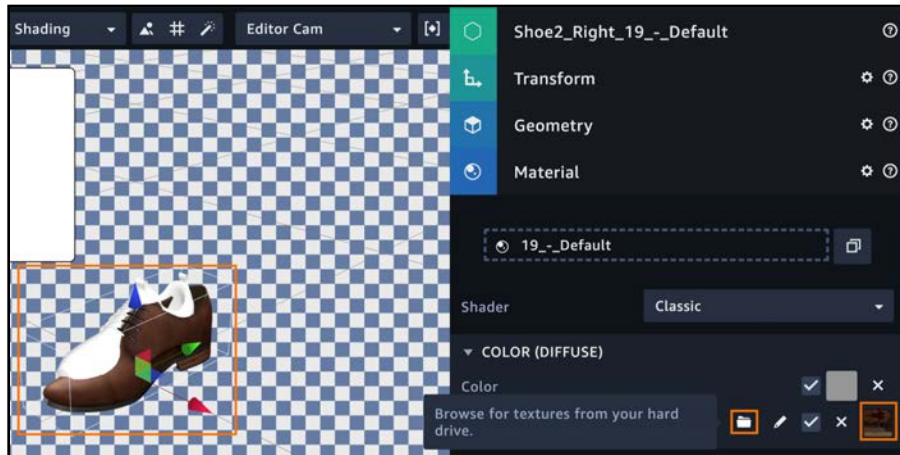 Shading
Editor Cam
Shoe2_Right_19_-_Default
Transform
Geometry
Material
19_-_Default
Shader
Classic
COLOR (DIFFUSE)
Color
Browse for textures from your hard
drive.